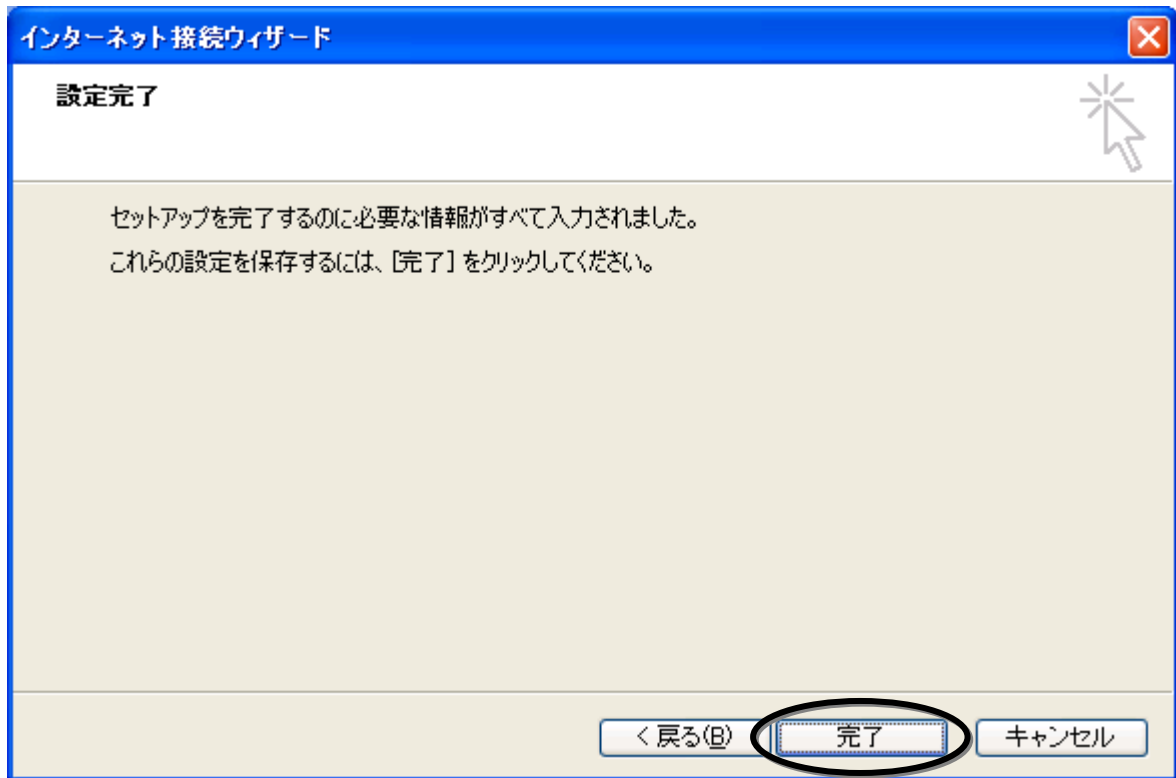 インターネット接続ウィザード
設定完了
セットアップを完了するのに必要な情報がすべて入力されました。
これらの設定を保存するには、[完了] をクリックしてください。
< 戻る(B)
完了
キャンセル